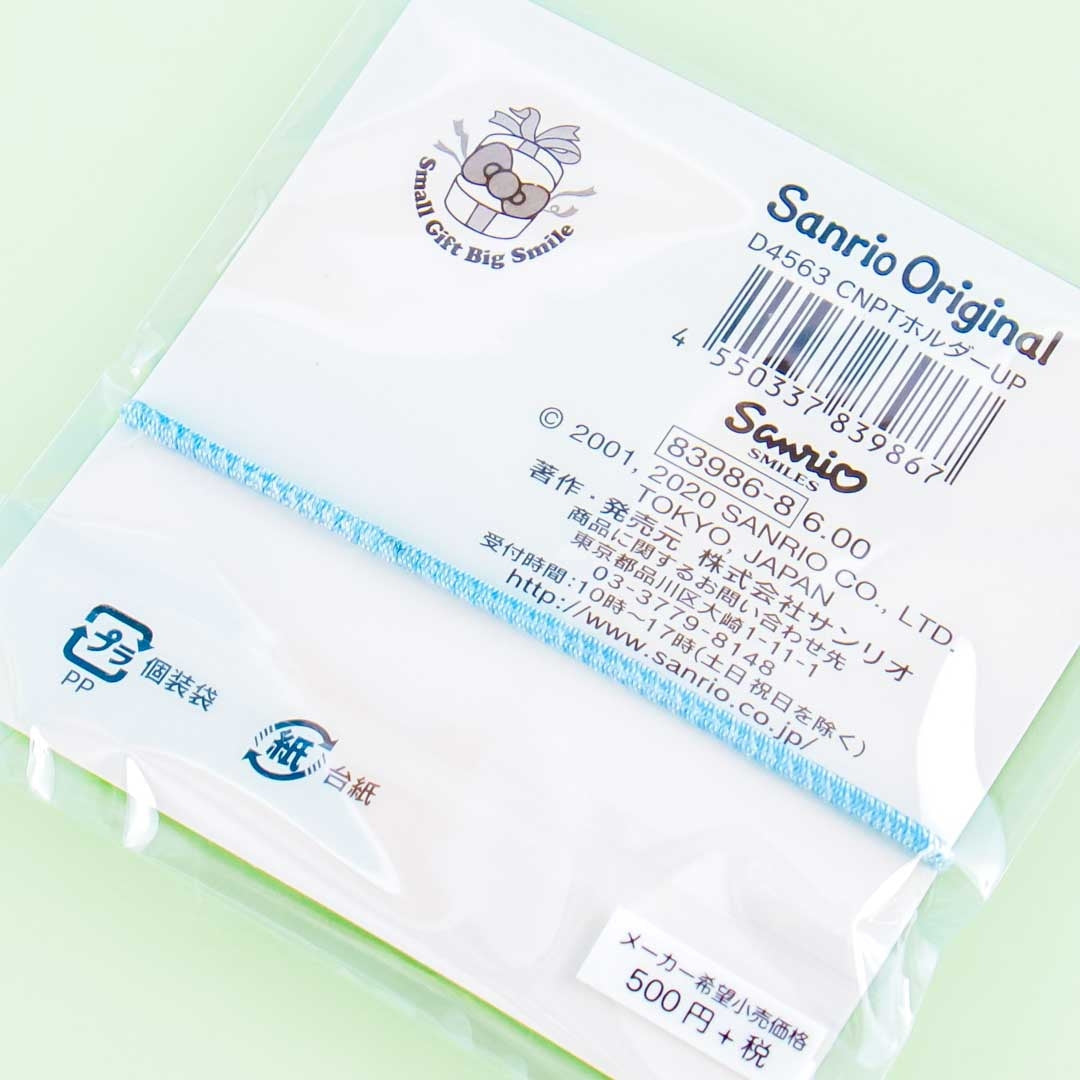 Small Gift Big Smile
Sanrio Original
D4563 CNPTホルダーUP
4 550337 839867
Sanrio
SMILES
83986-8 6.00
© 2001, 2020 SANRIO CO., LTD.
TOKYO, JAPAN
著作・発売元 株式会社サンリオ
商品に関するお問い合わせ先
東京都品川区大崎1-11-1
03-3779-8148
受付時間:10時〜17時(土日祝日を除く)
http://www.sanrio.co.jp/
プラ
PP
個装袋
紙
台紙
メーカー希望小売価格
500円+税